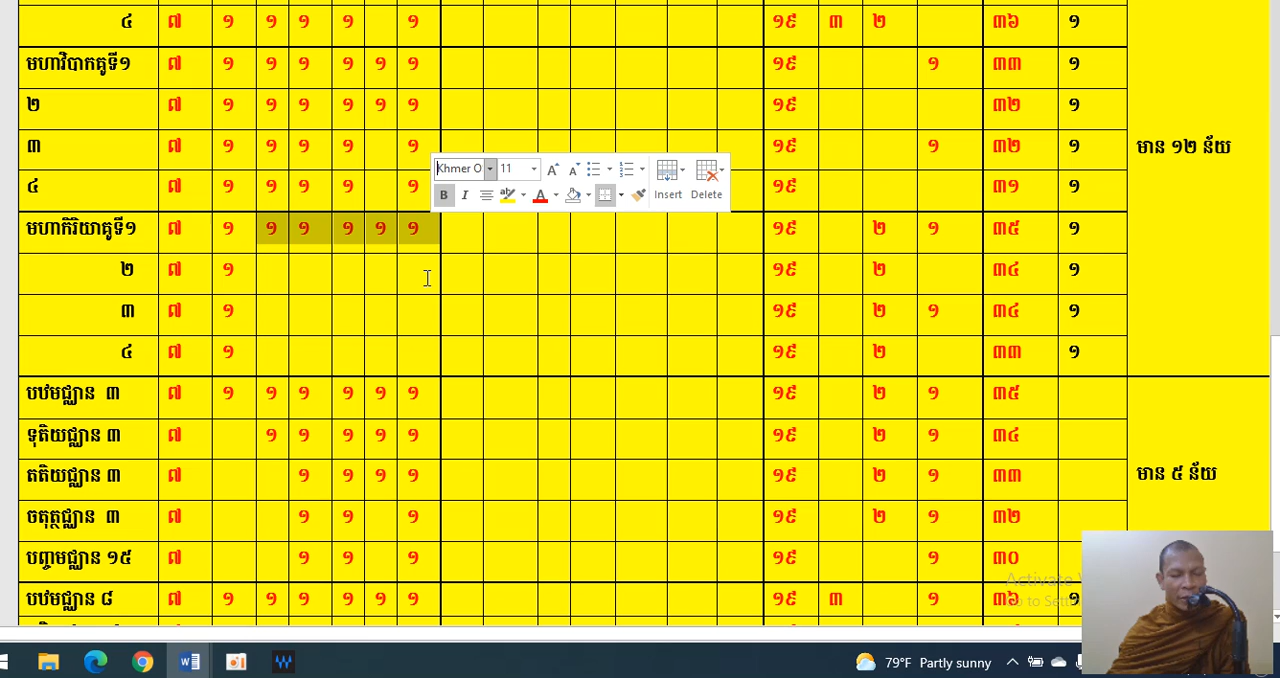 ៤ ៧ ១ ១ ១ ១ ១ ១៩ ៣ ២ ៣៦ ១
មហាវិបាកគូទី១ ៧ ១ ១ ១ ១ ១ ១ ១៩ ១ ៣៣ ១
២ ៧ ១ ១ ១ ១ ១ ១ ១៩ ៣២ ១
៣ ៧ ១ ១ ១ ១ ១ ១៩ ១ ៣២ ១
មាន ១២ ន័យ
Khmer O 11
៤ ៧ ១ ១ ១ ១ ១ ១៩ ៣១ ១
B I A Insert Delete
មហាកិរិយាគូទី១ ៧ ១ ១ ១ ១ ១ ១ ១៩ ២ ១ ៣៥ ១
២ ៧ ១ ១៩ ២ ៣៤ ១
៣ ៧ ១ ១៩ ២ ១ ៣៤ ១
៤ ៧ ១ ១៩ ២ ៣៣ ១
បឋមជ្ឈាន ៣ ៧ ១ ១ ១ ១ ១ ១ ១៩ ២ ១ ៣៥
ទុតិយជ្ឈាន ៣ ៧ ១ ១ ១ ១ ១ ១៩ ២ ១ ៣៤
តតិយជ្ឈាន ៣ ៧ ១ ១ ១ ១ ១៩ ២ ១ ៣៣
មាន ៥ ន័យ
ចតុត្ថជ្ឈាន ៣ ៧ ១ ១ ១ ១៩ ២ ១ ៣២
បញ្ចមជ្ឈាន ១៥ ៧ ១ ១ ១ ១៩ ១ ៣០
បឋមជ្ឈាន ៨ ៧ ១ ១ ១ ១ ១ ១ ១៩ ៣ ១ ៣៦ ១
79°F Partly sunny